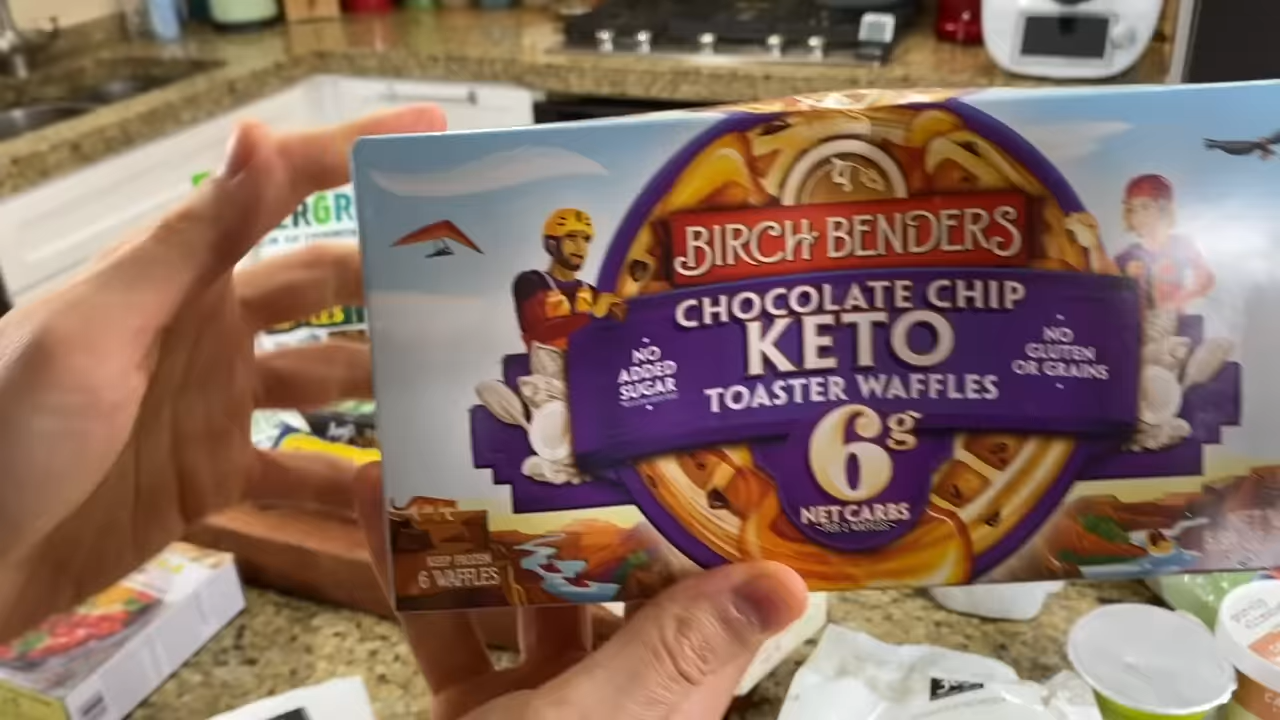 BIRCH BENDERS
CHOCOLATE CHIP
KETO
TOASTER WAFFLES
NO
ADDED
SUGAR
NO
GLUTEN
OR GRAINS
6g
NET CARBS
KEEP FROZEN
6 WAFFLES